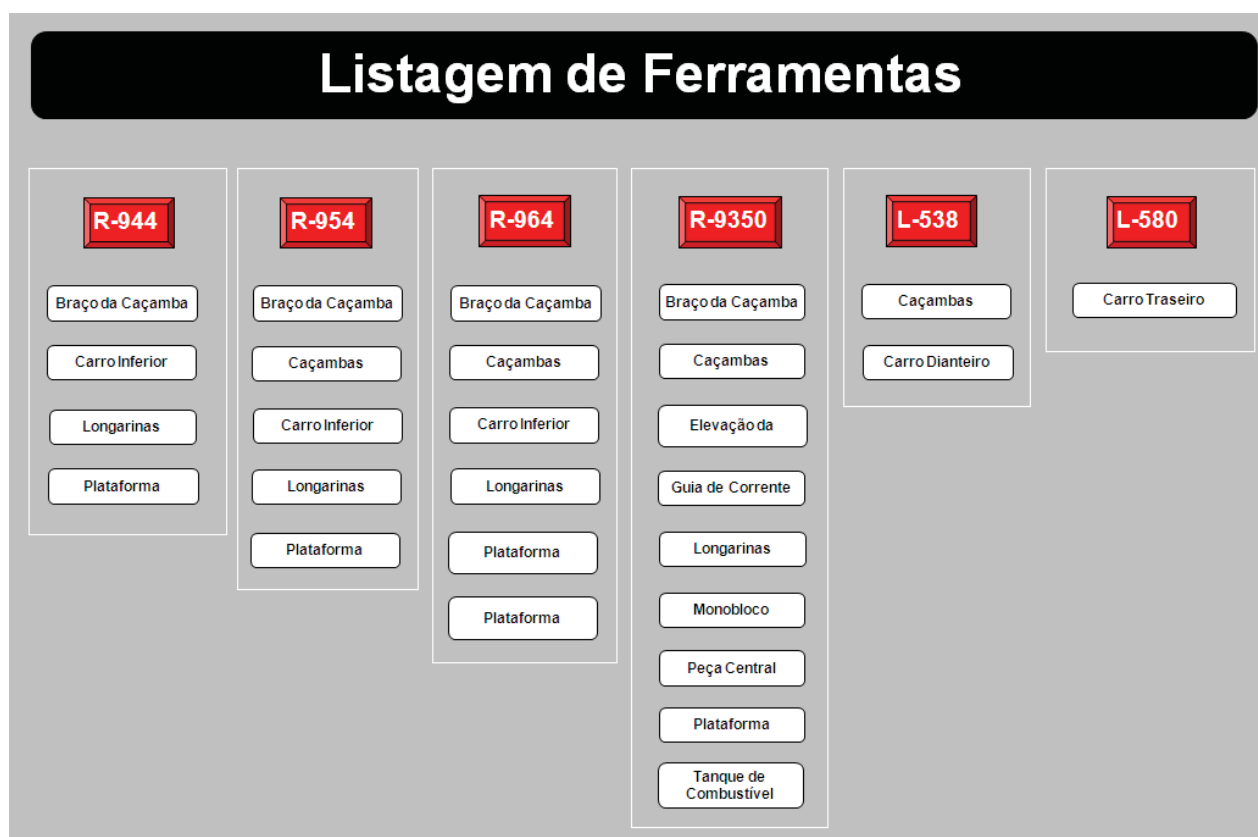 Listagem de Ferramentas
R-944
Braço da Caçamba
Carro Inferior
Longarinas
Plataforma
R-954
Braço da Caçamba
Caçambas
Carro Inferior
Longarinas
Plataforma
R-964
Braço da Caçamba
Caçambas
Carro Inferior
Longarinas
Plataforma
Plataforma
R-9350
Braço da Caçamba
Caçambas
Elevação da
Guia de Corrente
Longarinas
Monobloco
Peça Central
Plataforma
Tanque de
Combustível
L-538
Caçambas
Carro Dianteiro
L-580
Carro Traseiro